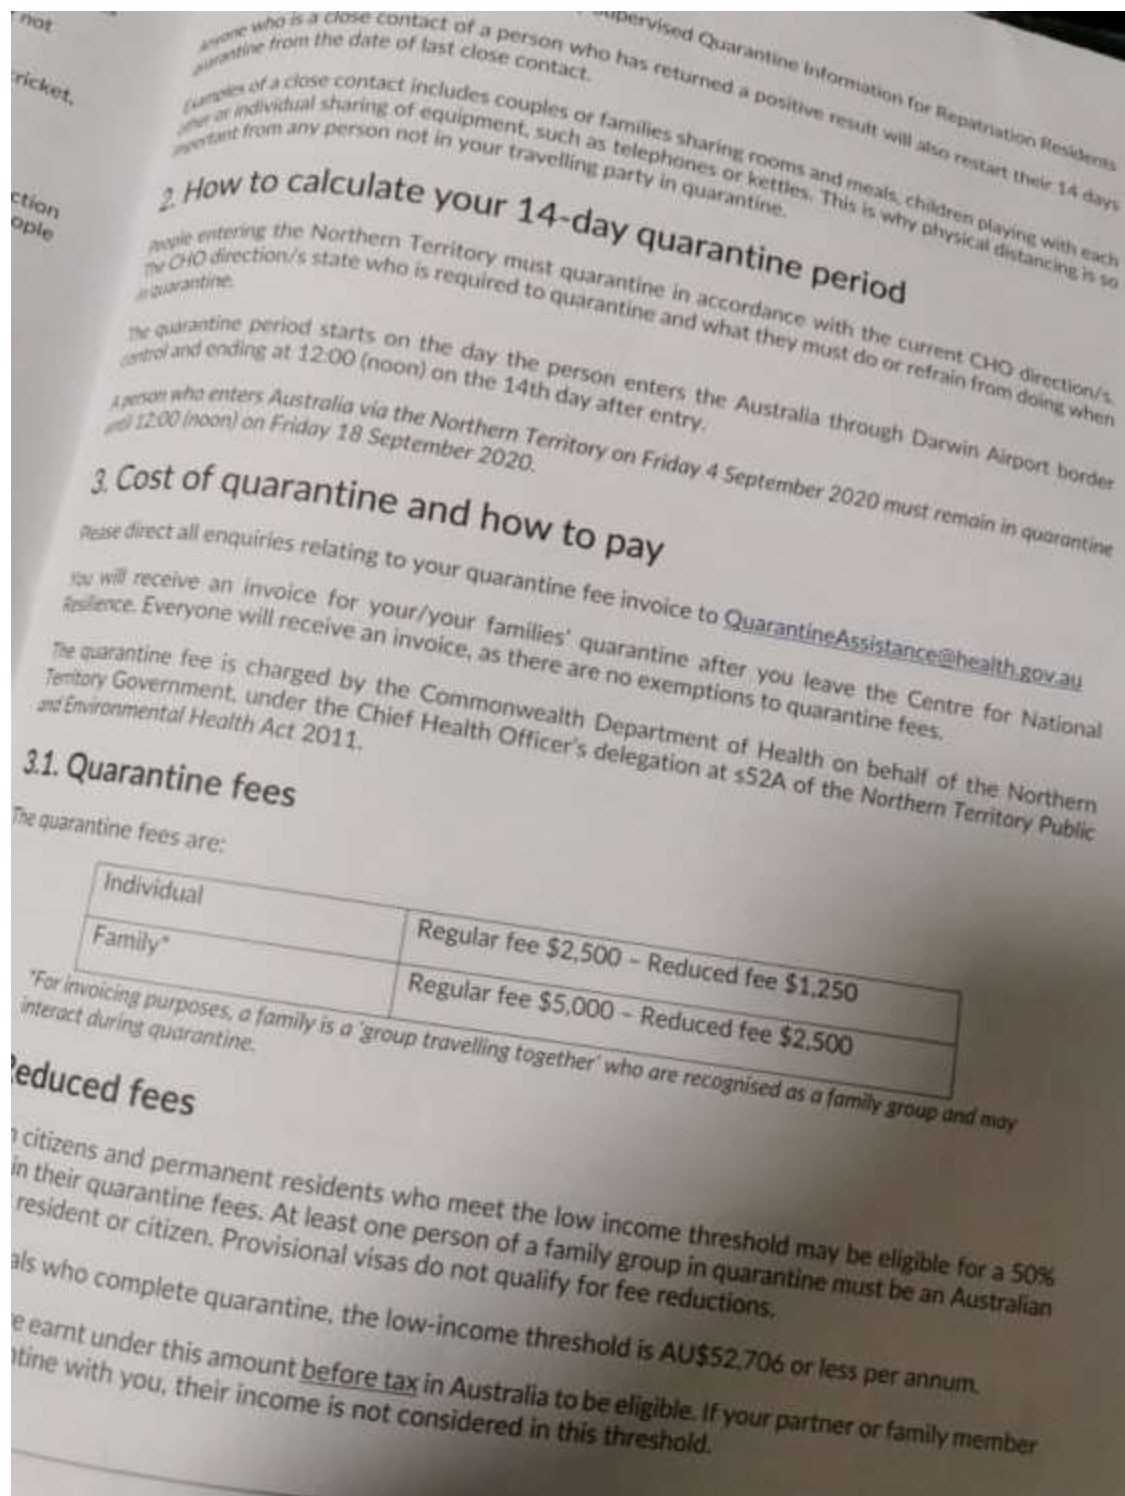 not
ricket,
ction
ople
Supervised Quarantine Information for Repatriation Residents
Anyone who is a close contact of a person who has returned a positive result will also restart their 14 days
quarantine from the date of last close contact.
Examples of a close contact includes couples or families sharing rooms and meals, children playing with each
other or individual sharing of equipment, such as telephones or kettles. This is why physical distancing is so
important from any person not in your travelling party in quarantine.
2. How to calculate your 14-day quarantine period
People entering the Northern Territory must quarantine in accordance with the current CHO direction/s.
The CHO direction/s state who is required to quarantine and what they must do or refrain from doing when
in quarantine.
The quarantine period starts on the day the person enters the Australia through Darwin Airport border
control and ending at 12:00 (noon) on the 14th day after entry.
A person who enters Australia via the Northern Territory on Friday 4 September 2020 must remain in quarantine
until 12:00 (noon) on Friday 18 September 2020.
3. Cost of quarantine and how to pay
Please direct all enquiries relating to your quarantine fee invoice to QuarantineAssistance@health.gov.au
You will receive an invoice for your/your families' quarantine after you leave the Centre for National
Resilience. Everyone will receive an invoice, as there are no exemptions to quarantine fees.
The quarantine fee is charged by the Commonwealth Department of Health on behalf of the Northern
Territory Government, under the Chief Health Officer's delegation at s52A of the Northern Territory Public
and Environmental Health Act 2011.
3.1. Quarantine fees
The quarantine fees are:
Individual
Regular fee $2,500 – Reduced fee $1,250
Family*
Regular fee $5,000 – Reduced fee $2,500
*For invoicing purposes, a family is a 'group travelling together' who are recognised as a family group and may
interact during quarantine.
Reduced fees
n citizens and permanent residents who meet the low income threshold may be eligible for a 50%
in their quarantine fees. At least one person of a family group in quarantine must be an Australian
resident or citizen. Provisional visas do not qualify for fee reductions.
als who complete quarantine, the low-income threshold is AU$52,706 or less per annum.
e earnt under this amount before tax in Australia to be eligible. If your partner or family member
ntine with you, their income is not considered in this threshold.